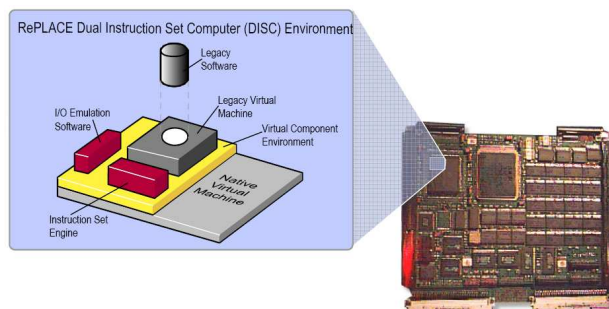 RePLACE Dual Instruction Set Computer (DISC) Environment
Legacy
Software
Legacy Virtual
Machine
I/O Emulation
Software
Virtual Component
Environment
Native
Virtual
Machine
Instruction Set
Engine